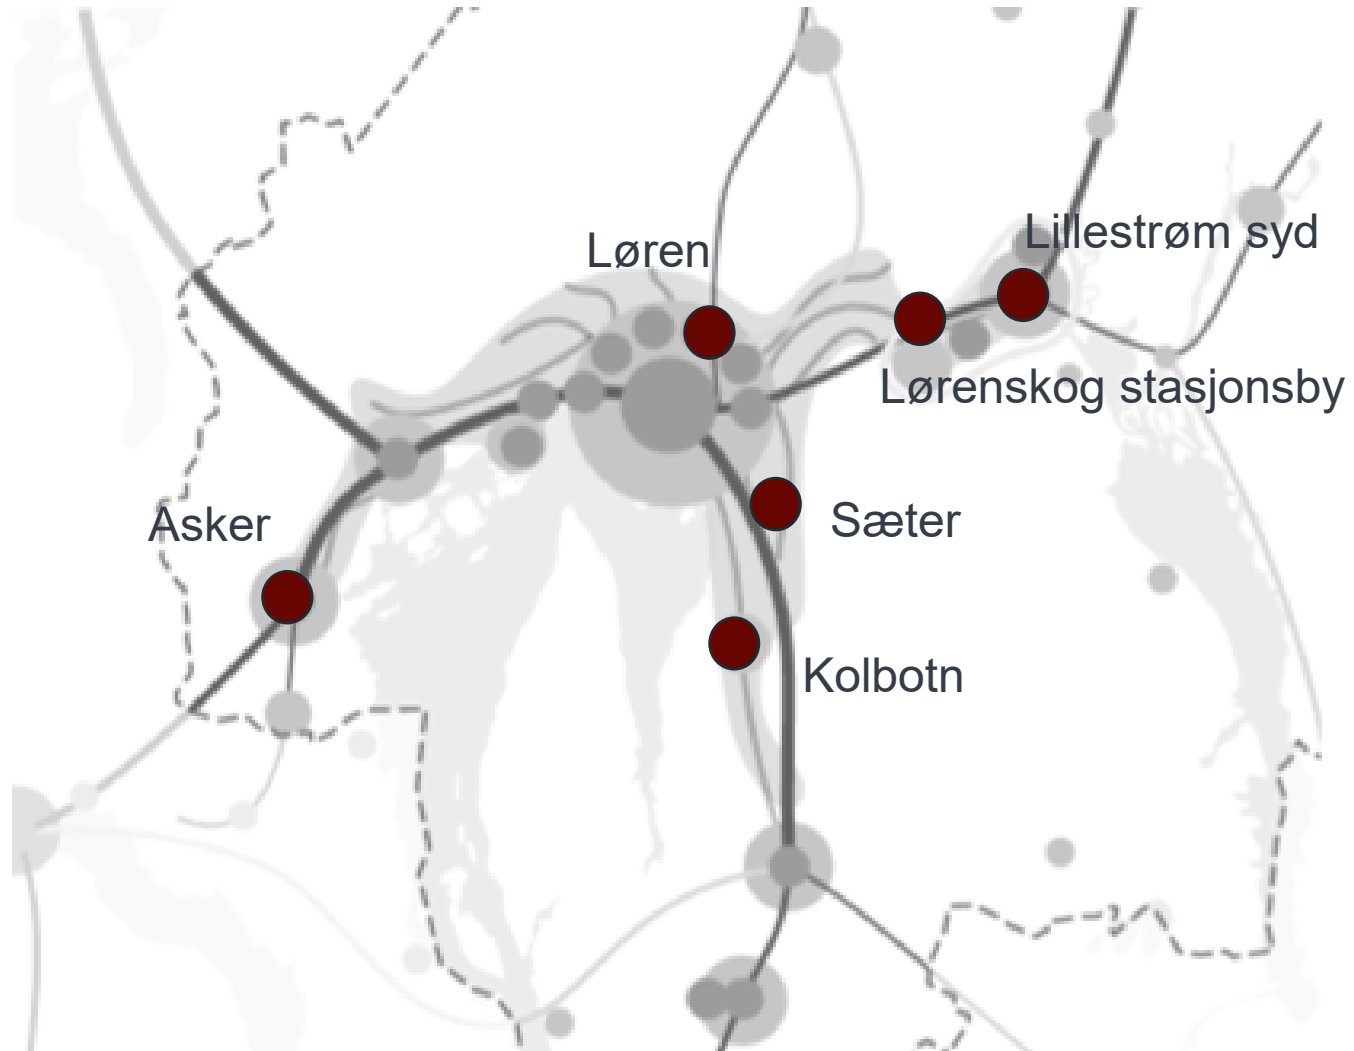 Lillestrøm syd
Løren
Lørenskog stasjonsby
Asker
Sæter
Kolbotn